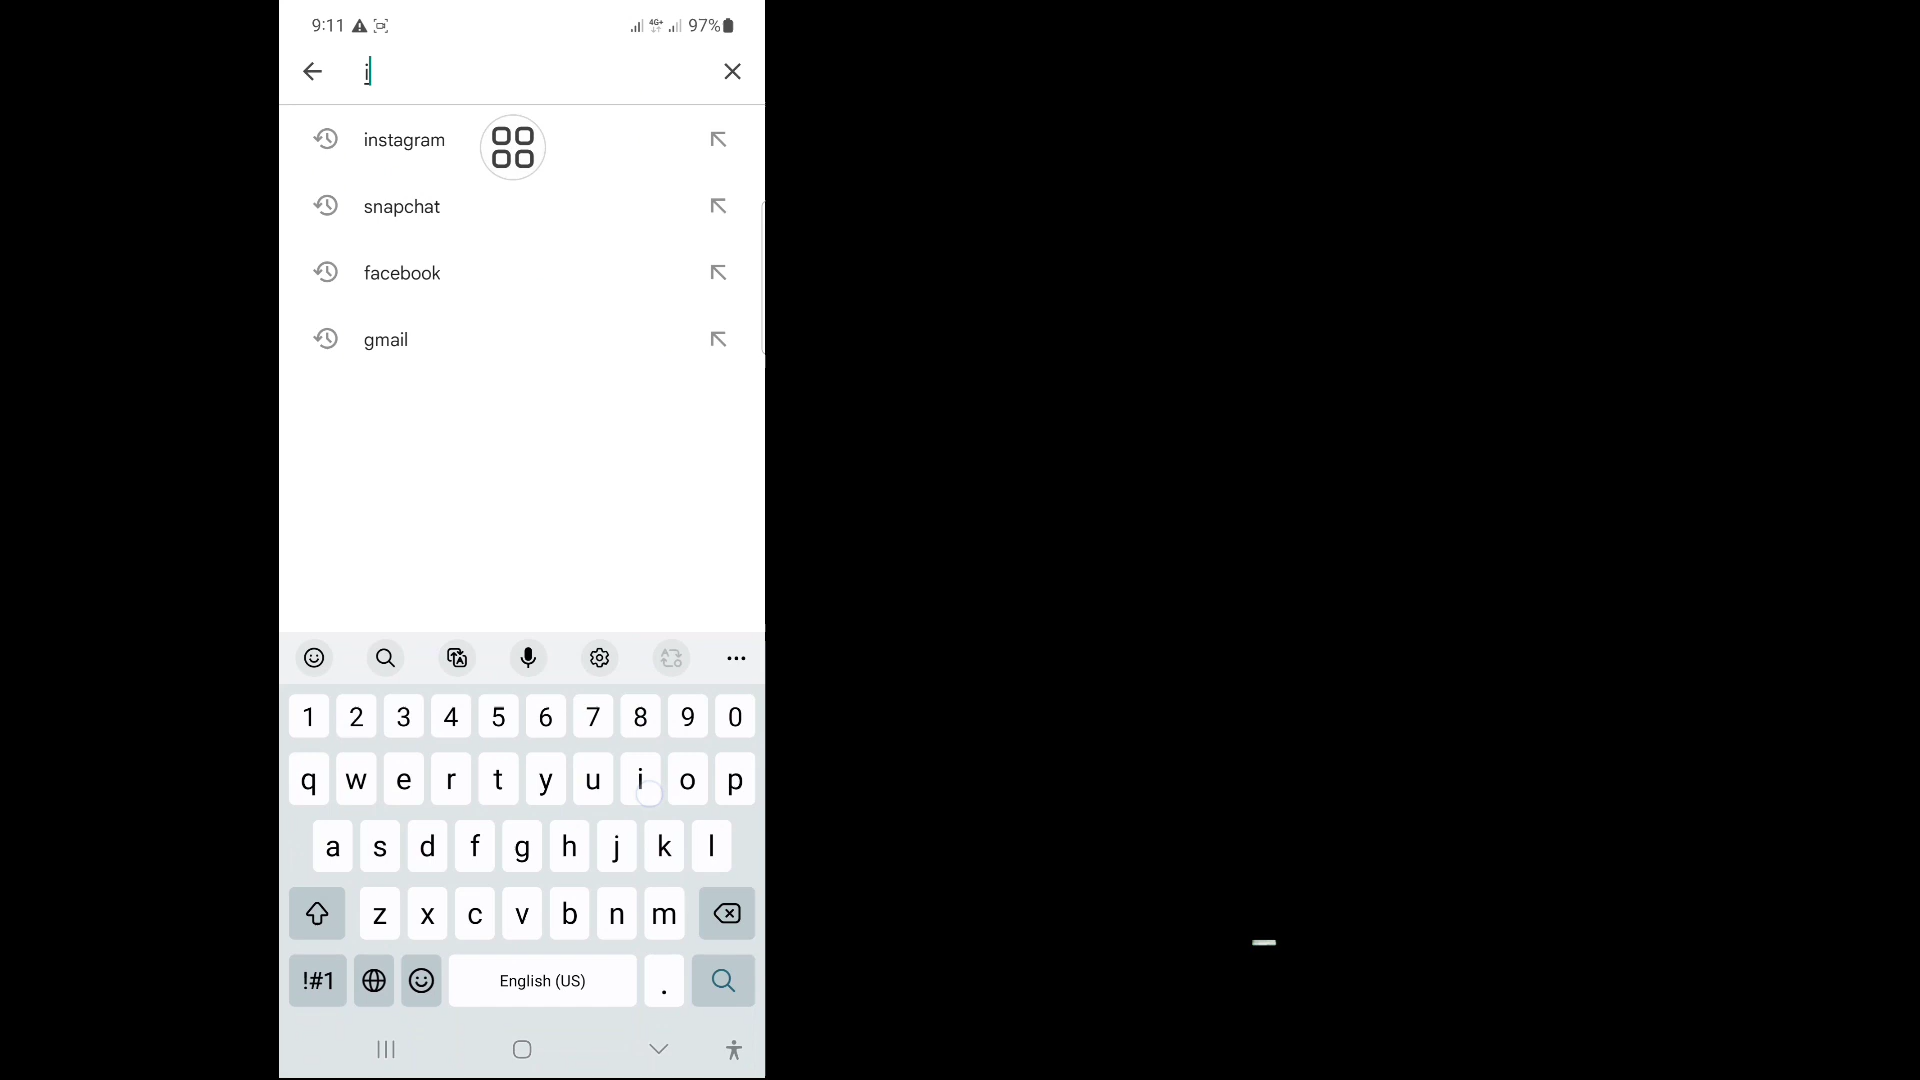 9:11 4G+ 97%
i
instagram
snapchat
facebook
gmail
1 2 3 4 5 6 7 8 9 0
q w e r t y u i o p
a s d f g h j k l
z x c v b n m
!#1 English (US) .